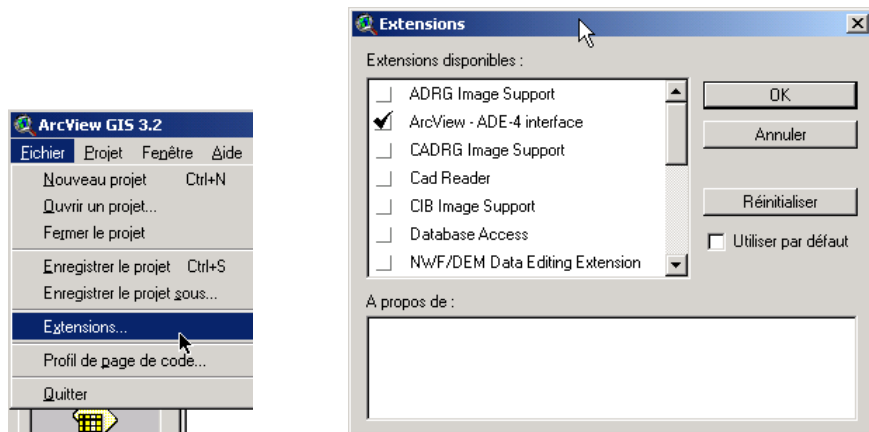 ArcView GIS 3.2
Fichier Projet Fenêtre Aide
Nouveau projet Ctrl+N
Ouvrir un projet...
Fermer le projet
Enregistrer le projet Ctrl+S
Enregistrer le projet sous...
Extensions...
Profil de page de code...
Quitter
Extensions
Extensions disponibles :
ADRG Image Support
ArcView - ADE-4 interface
CADRG Image Support
Cad Reader
CIB Image Support
Database Access
NWF/DEM Data Editing Extension
OK
Annuler
Réinitialiser
Utiliser par défaut
A propos de :